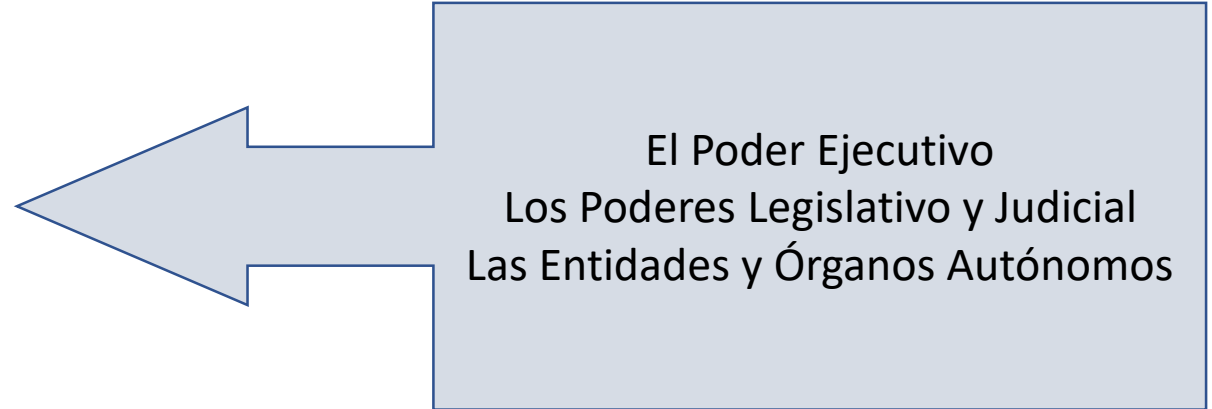 El Poder Ejecutivo
Los Poderes Legislativo y Judicial
Las Entidades y Órganos Autónomos